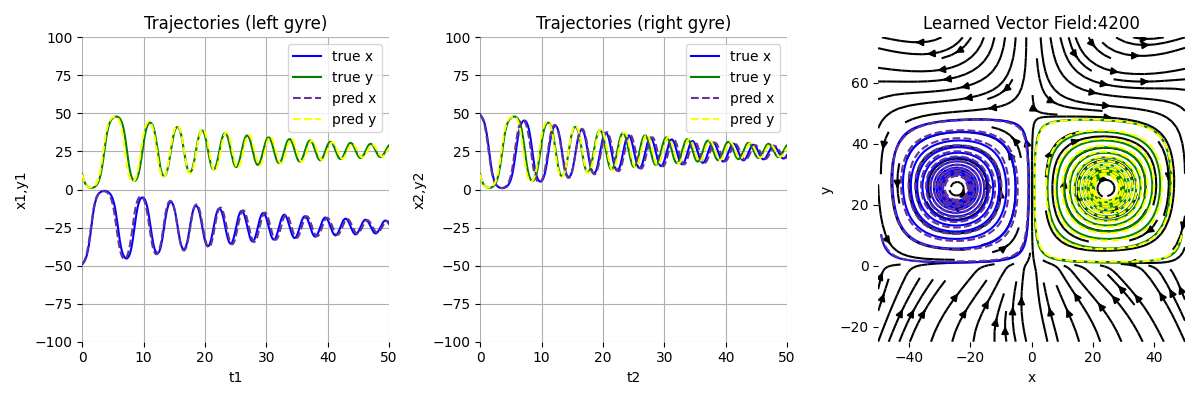 Trajectories (left gyre)
100
75
50
25
0
−25
−50
−75
−100
0
10
20
30
40
50
t1
x1,y1
true x
true y
pred x
pred y
Trajectories (right gyre)
100
75
50
25
0
−25
−50
−75
−100
0
10
20
30
40
50
t2
x2,y2
true x
true y
pred x
pred y
Learned Vector Field:4200
60
40
20
0
−20
−40
−20
0
20
40
x
y